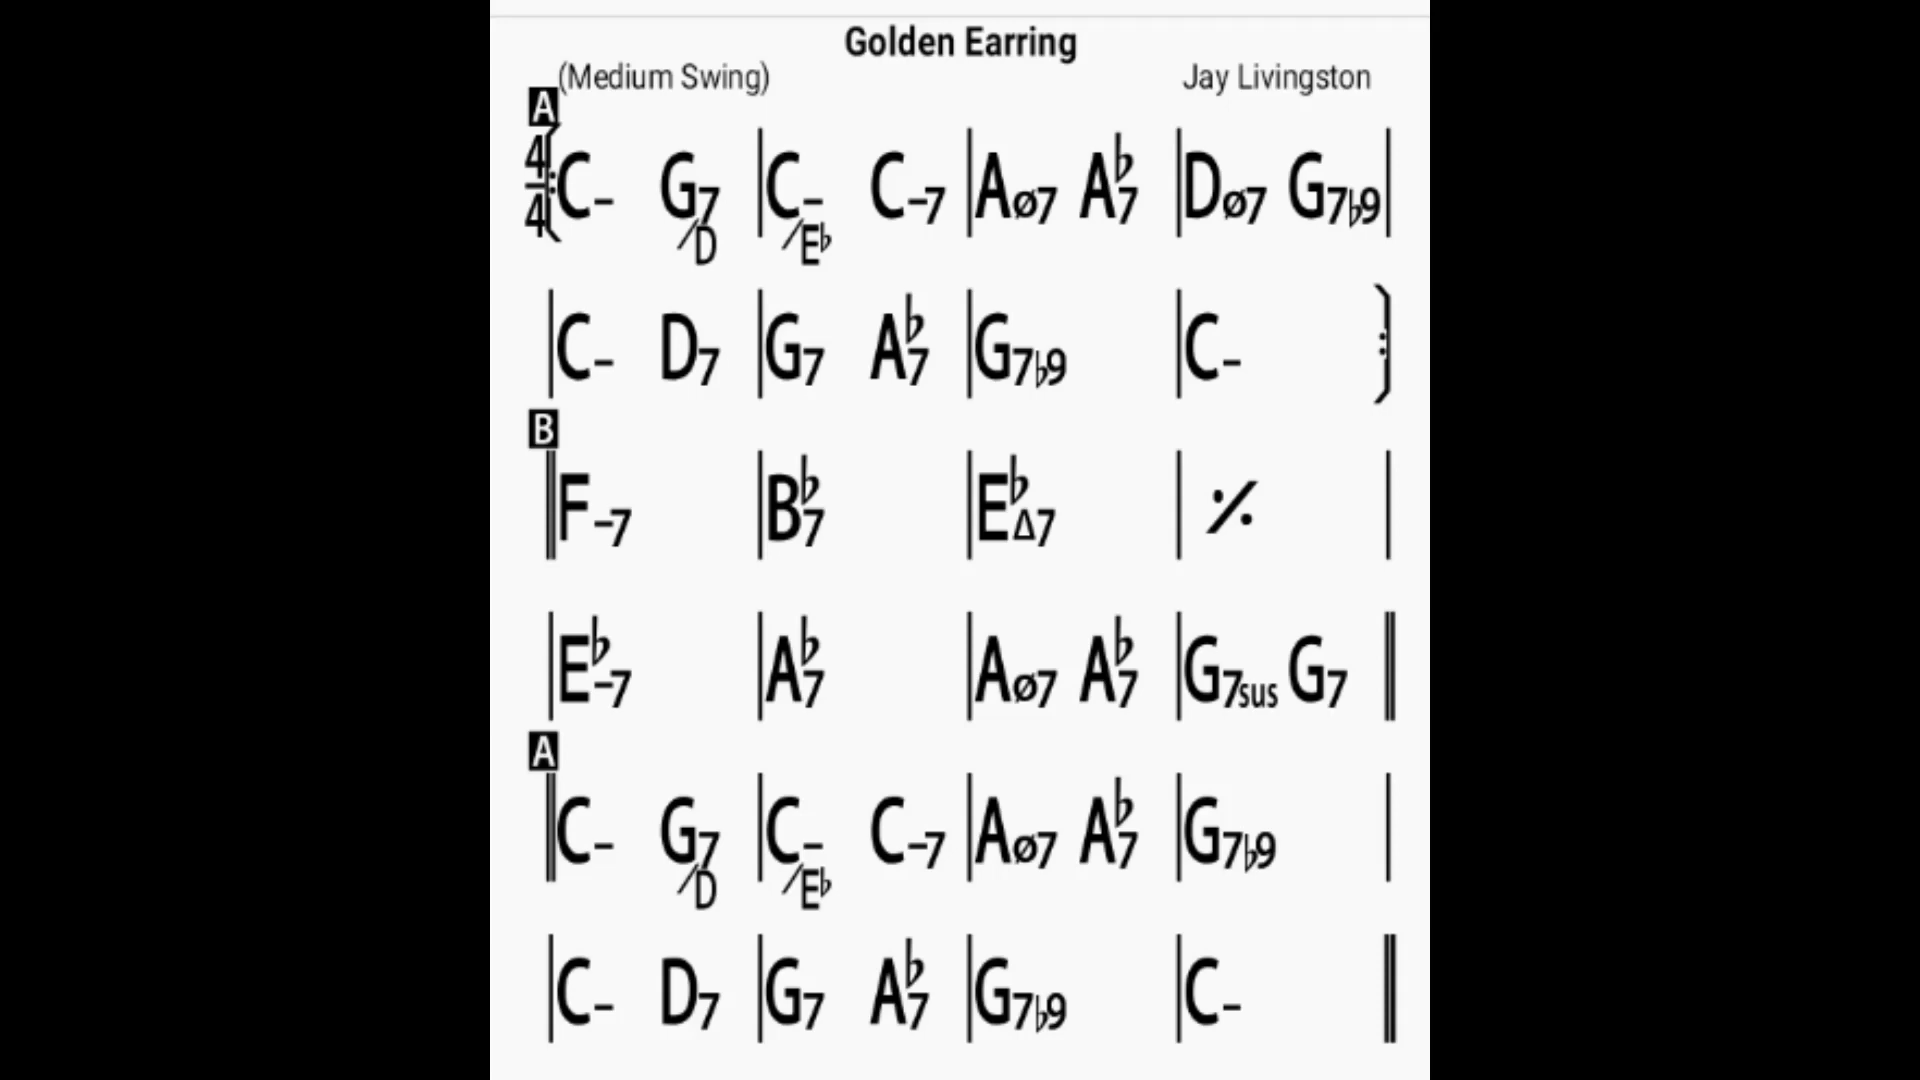 Golden Earring
(Medium Swing) Jay Livingston
A
4/4 C– G7/D | C–/E♭ C–7 | Aø7 A♭7 | Dø7 G7♭9 |
| C– D7 | G7 A♭7 | G7♭9 | C– :|
B
|| F–7 | B♭7 | E♭Δ7 | 𝄎 |
| E♭–7 | A♭7 | Aø7 A♭7 | G7sus G7 ||
A
|| C– G7/D | C–/E♭ C–7 | Aø7 A♭7 | G7♭9 |
| C– D7 | G7 A♭7 | G7♭9 | C– ||